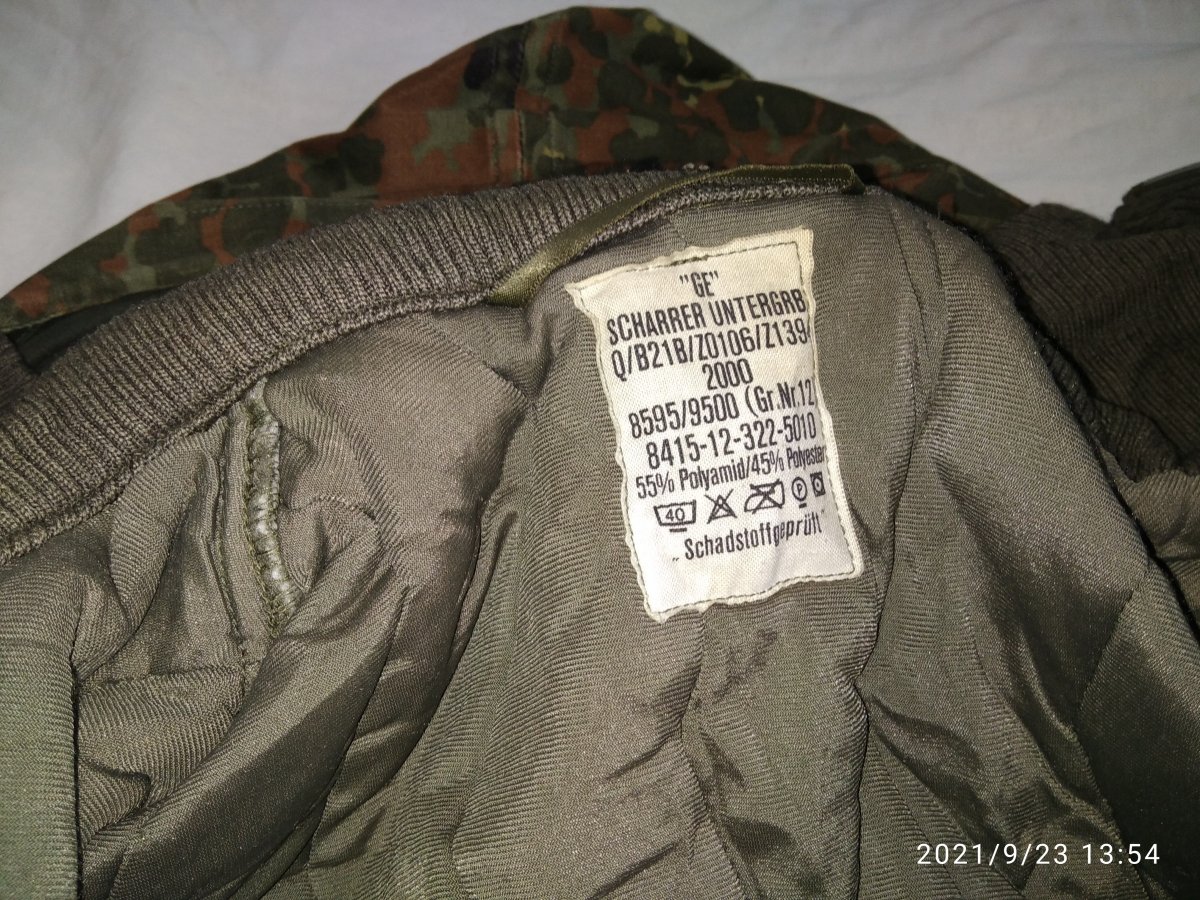 "GE"
SCHARRER UNTERGRB
Q/B21B/Z0106/Z139
2000
8595/9500 (Gr.Nr.12)
8415-12-322-5010
55% Polyamid/45% Polyester
40 P
„Schadstoffgeprüft"
2021/9/23 13:54